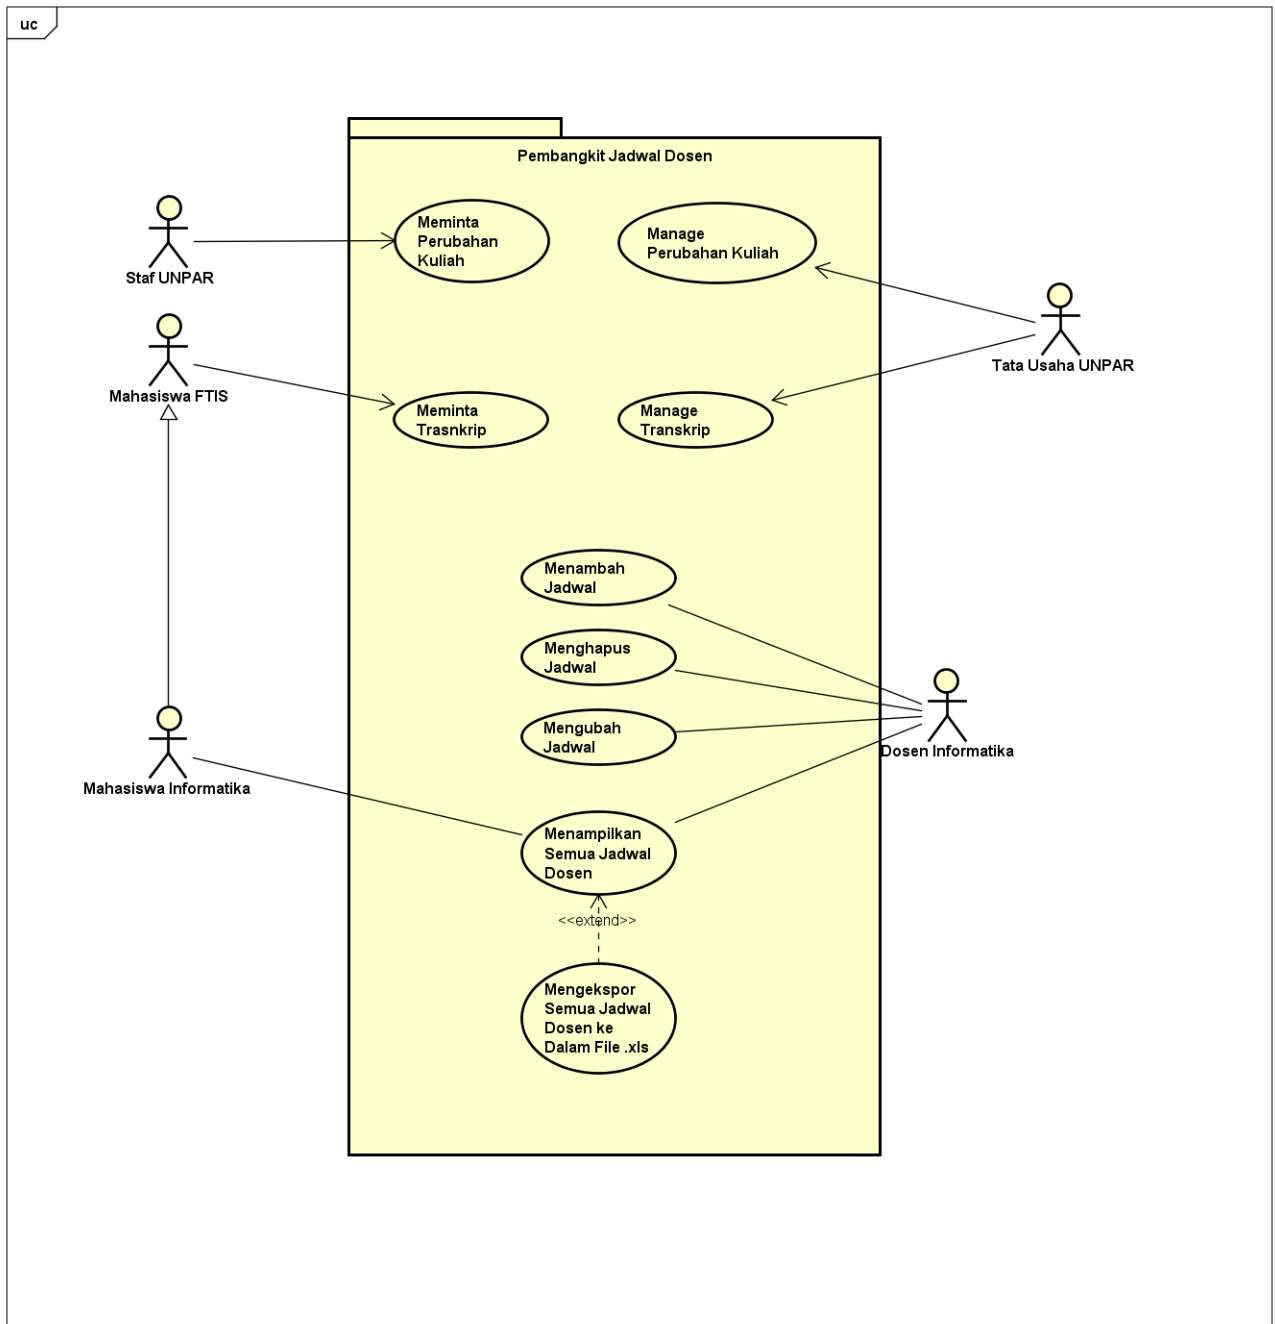 uc
Pembangkit Jadwal Dosen
Meminta
Perubahan
Kuliah
Manage
Perubahan Kuliah
Staf UNPAR
Tata Usaha UNPAR
Mahasiswa FTIS
Meminta
Trasnkrip
Manage
Transkrip
Menambah
Jadwal
Menghapus
Jadwal
Mengubah
Jadwal
Dosen Informatika
Mahasiswa Informatika
Menampilkan
Semua Jadwal
Dosen
<<extend>>
Mengekspor
Semua Jadwal
Dosen ke
Dalam File .xls